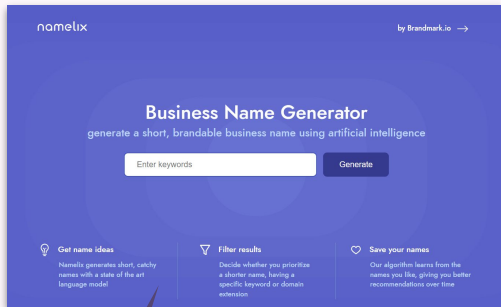 namelix
by Brandmark.io
Business Name Generator
generate a short, brandable business name using artificial intelligence
Enter keywords
Generate
Get name ideas
Namelix generates short, catchy
names with a state of the art
language model
Filter results
Decide whether you prioritize
a shorter name, having a
specific keyword or domain
extension
Save your names
Our algorithm learns from the
names you like, giving you better
recommendations over time